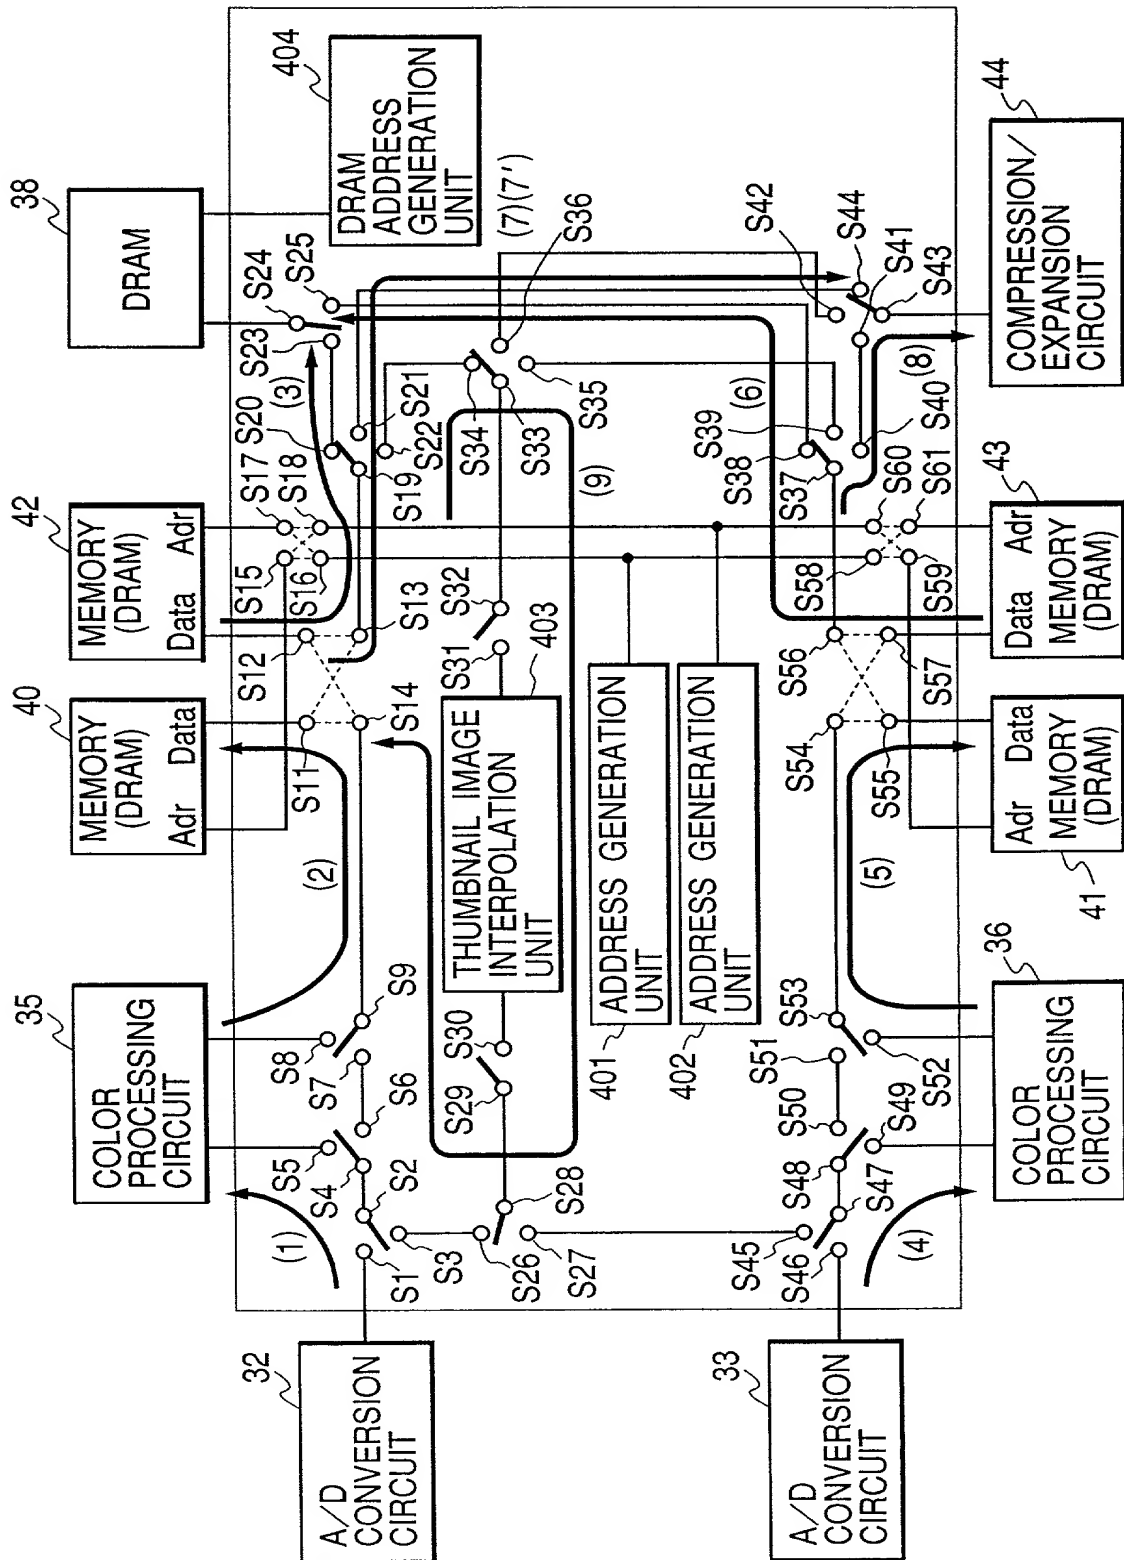 38
DRAM
404
DRAM
ADDRESS
GENERATION
UNIT
44
COMPRESSION/
EXPANSION
CIRCUIT
42
MEMORY
(DRAM)
Data Adr
40
MEMORY
(DRAM)
Adr Data
35
COLOR
PROCESSING
CIRCUIT
32
A/D
CONVERSION
CIRCUIT
33
A/D
CONVERSION
CIRCUIT
36
COLOR
PROCESSING
CIRCUIT
41
MEMORY
(DRAM)
Adr Data
43
MEMORY
(DRAM)
Data Adr
403
THUMBNAIL IMAGE
INTERPOLATION
UNIT
401
ADDRESS GENERATION
UNIT
402
ADDRESS GENERATION
UNIT
(1)
(2)
(3)
(4)
(5)
(6)
(7)(7')
(8)
(9)
S1
S2
S3
S4
S5
S6
S7
S8
S9
S11
S12
S13
S14
S15
S16
S17
S18
S19
S20
S21
S22
S23
S24
S25
S26
S27
S28
S29
S30
S31
S32
S33
S34
S35
S36
S37
S38
S39
S40
S41
S42
S43
S44
S45
S46
S47
S48
S49
S50
S51
S52
S53
S54
S55
S56
S57
S58
S59
S60
S61